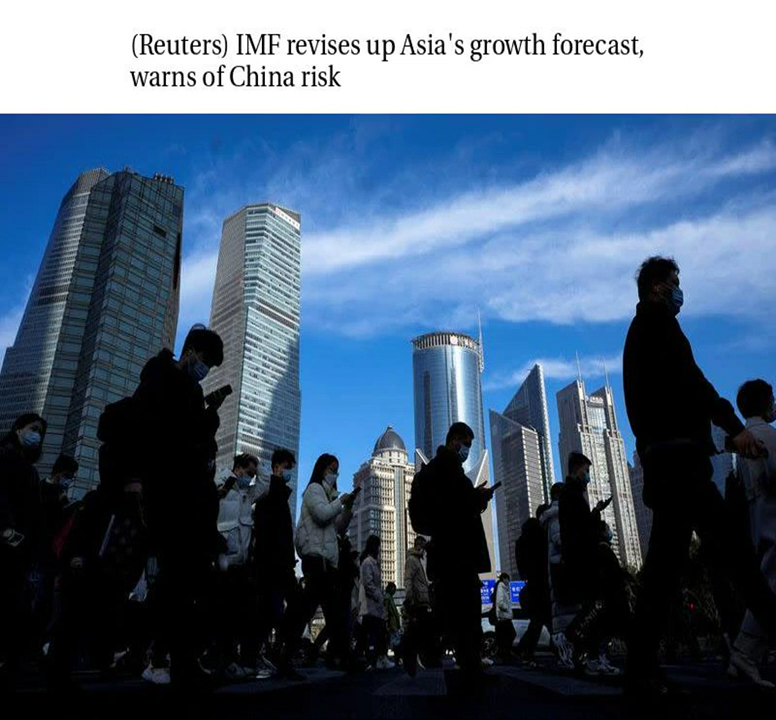 (Reuters) IMF revises up Asia's growth forecast,
warns of China risk